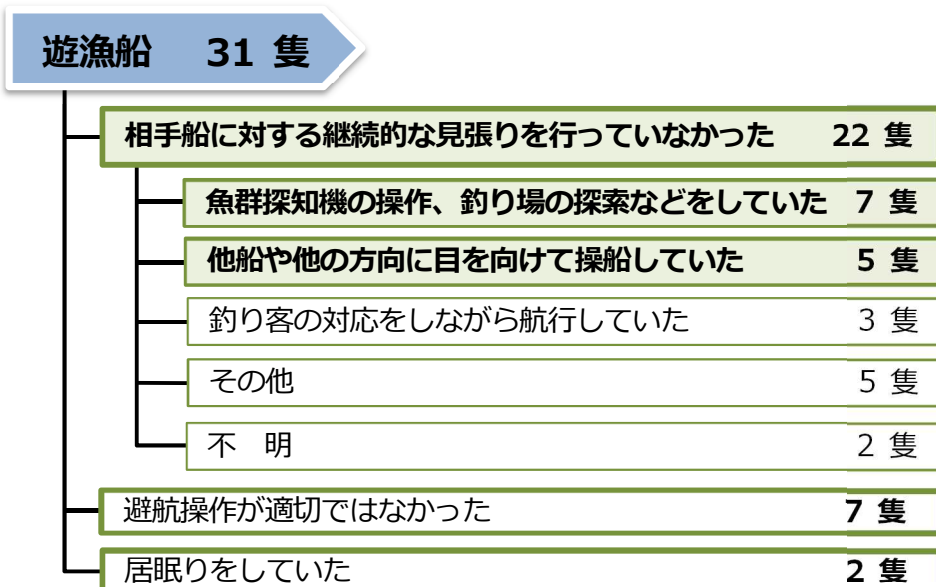 遊漁船 31 隻
相手船に対する継続的な見張りを行っていなかった 22 隻
魚群探知機の操作、釣り場の探索などをしていた 7 隻
他船や他の方向に目を向けて操船していた 5 隻
釣り客の対応をしながら航行していた 3 隻
その他 5 隻
不 明 2 隻
避航操作が適切ではなかった 7 隻
居眠りをしていた 2 隻